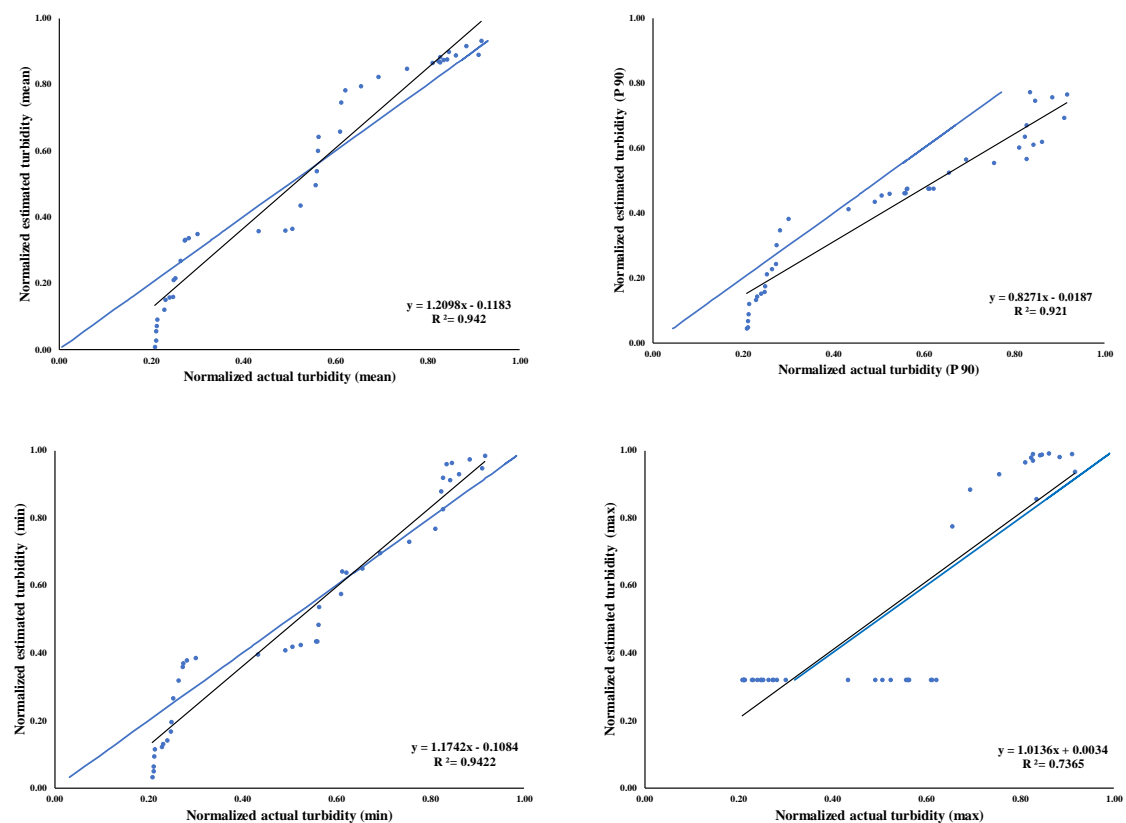 1.00
0.80
0.60
0.40
0.20
0.00
Normalized estimated turbidity (mean)
y = 1.2098x - 0.1183
R ²= 0.942
0.00 0.20 0.40 0.60 0.80 1.00
Normalized actual turbidity (mean)
1.00
0.80
0.60
0.40
0.20
0.00
Normalized estimated turbidity (P 90)
y = 0.8271x - 0.0187
R ²= 0.921
0.00 0.20 0.40 0.60 0.80 1.00
Normalized actual turbidity (P 90)
1.00
0.80
0.60
0.40
0.20
0.00
Normalized estimated turbidity (min)
y = 1.1742x - 0.1084
R ²= 0.9422
0.00 0.20 0.40 0.60 0.80 1.00
Normalized actual turbidity (min)
1.00
0.80
0.60
0.40
0.20
0.00
Normalized estimated turbidity (max)
y = 1.0136x + 0.0034
R ²= 0.7365
0.00 0.20 0.40 0.60 0.80 1.00
Normalized actual turbidity (max)